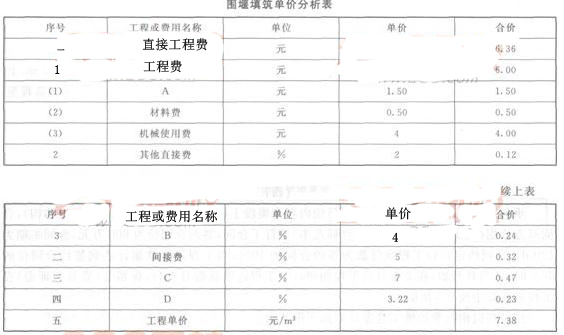 围堰填筑单价分析表
序号 工程或费用名称 单位 单价 合价
一 直接工程费 元 6.36
1 工程费 元 6.00
(1) A 元 1.50 1.50
(2) 材料费 元 0.50 0.50
(3) 机械使用费 元 4 4.00
2 其他直接费 % 2 0.12
续上表
序号 工程或费用名称 单位 单价 合价
3 B % 4 0.24
二 间接费 % 5 0.32
三 C % 7 0.47
四 D % 3.22 0.23
五 工程单价 元/m³ 7.38